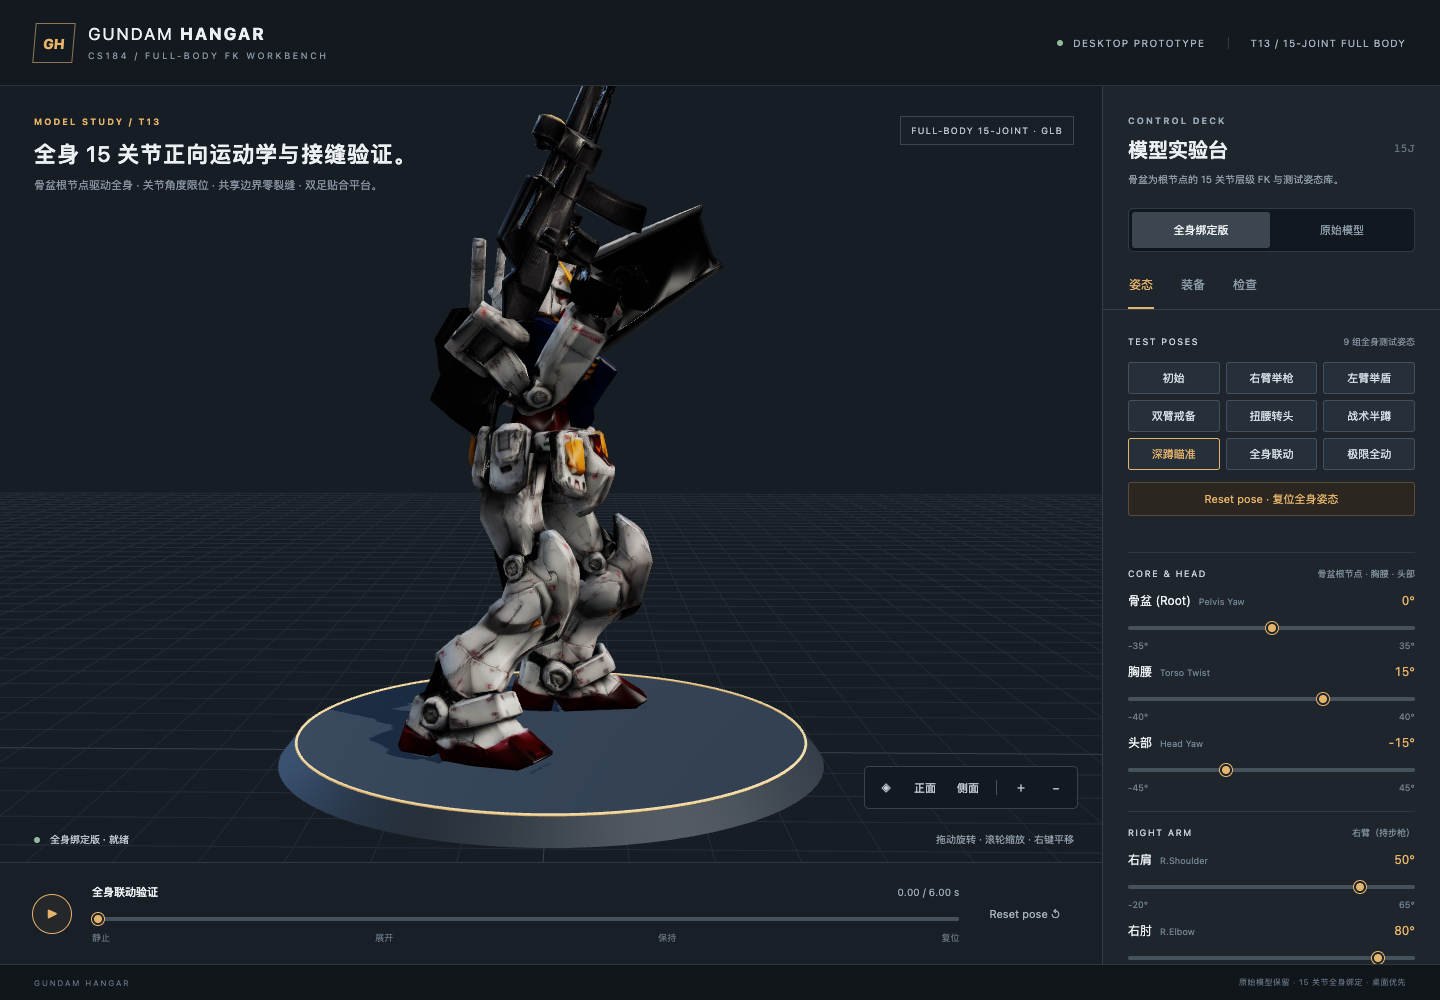 GH
GUNDAM HANGAR
CS184 / FULL-BODY FK WORKBENCH
DESKTOP PROTOTYPE
T13 / 15-JOINT FULL BODY
MODEL STUDY / T13
全身 15 关节正向运动学与接缝验证。
骨盆根节点驱动全身 · 关节角度限位 · 共享边界零裂缝 · 双足贴合平台。
FULL-BODY 15-JOINT · GLB
正面 侧面 + −
全身绑定版 · 就绪
拖动旋转 · 滚轮缩放 · 右键平移
全身联动验证
0.00 / 6.00 s
静止 展开 保持 复位
Reset pose ↺
CONTROL DECK
模型实验台
15J
骨盆为根节点的 15 关节层级 FK 与测试姿态库。
全身绑定版 原始模型
姿态 装备 检查
TEST POSES
9 组全身测试姿态
初始 右臂举枪 左臂举盾
双臂戒备 扭腰转头 战术半蹲
深蹲瞄准 全身联动 极限全动
Reset pose · 复位全身姿态
CORE & HEAD
骨盆根节点 · 胸腰 · 头部
骨盆 (Root) Pelvis Yaw 0°
-35° 35°
胸腰 Torso Twist 15°
-40° 40°
头部 Head Yaw -15°
-45° 45°
RIGHT ARM
右臂（持步枪）
右肩 R.Shoulder 50°
-20° 65°
右肘 R.Elbow 80°
GUNDAM HANGAR
原始模型保留 · 15 关节全身绑定 · 桌面优先